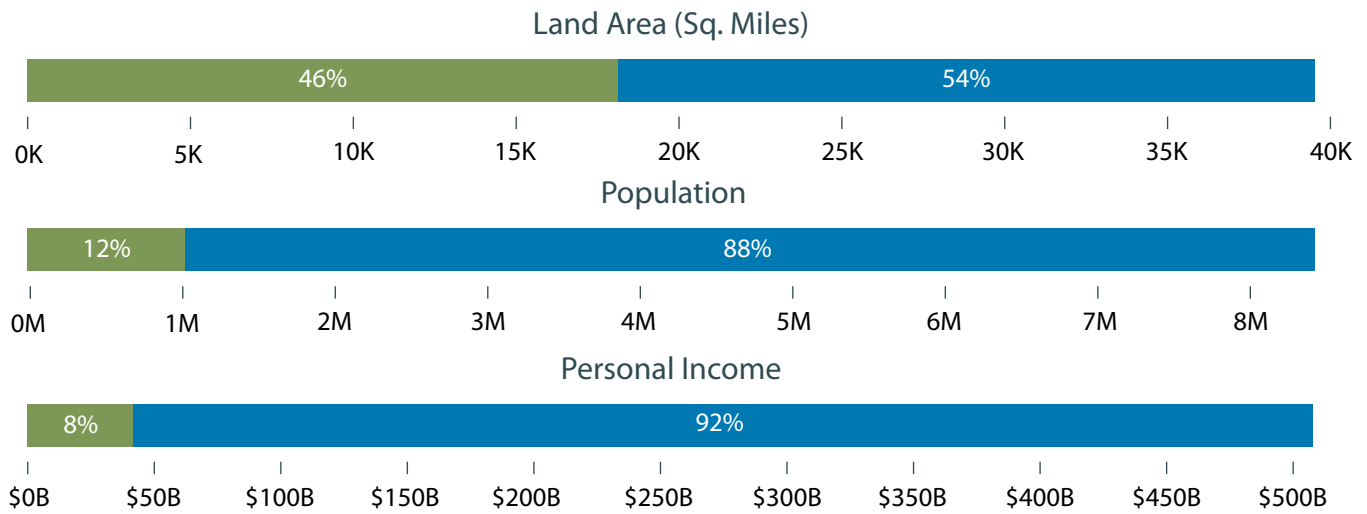 Land Area (Sq. Miles)
46% 54%
0K 5K 10K 15K 20K 25K 30K 35K 40K
Population
12% 88%
0M 1M 2M 3M 4M 5M 6M 7M 8M
Personal Income
8% 92%
$0B $50B $100B $150B $200B $250B $300B $350B $400B $450B $500B